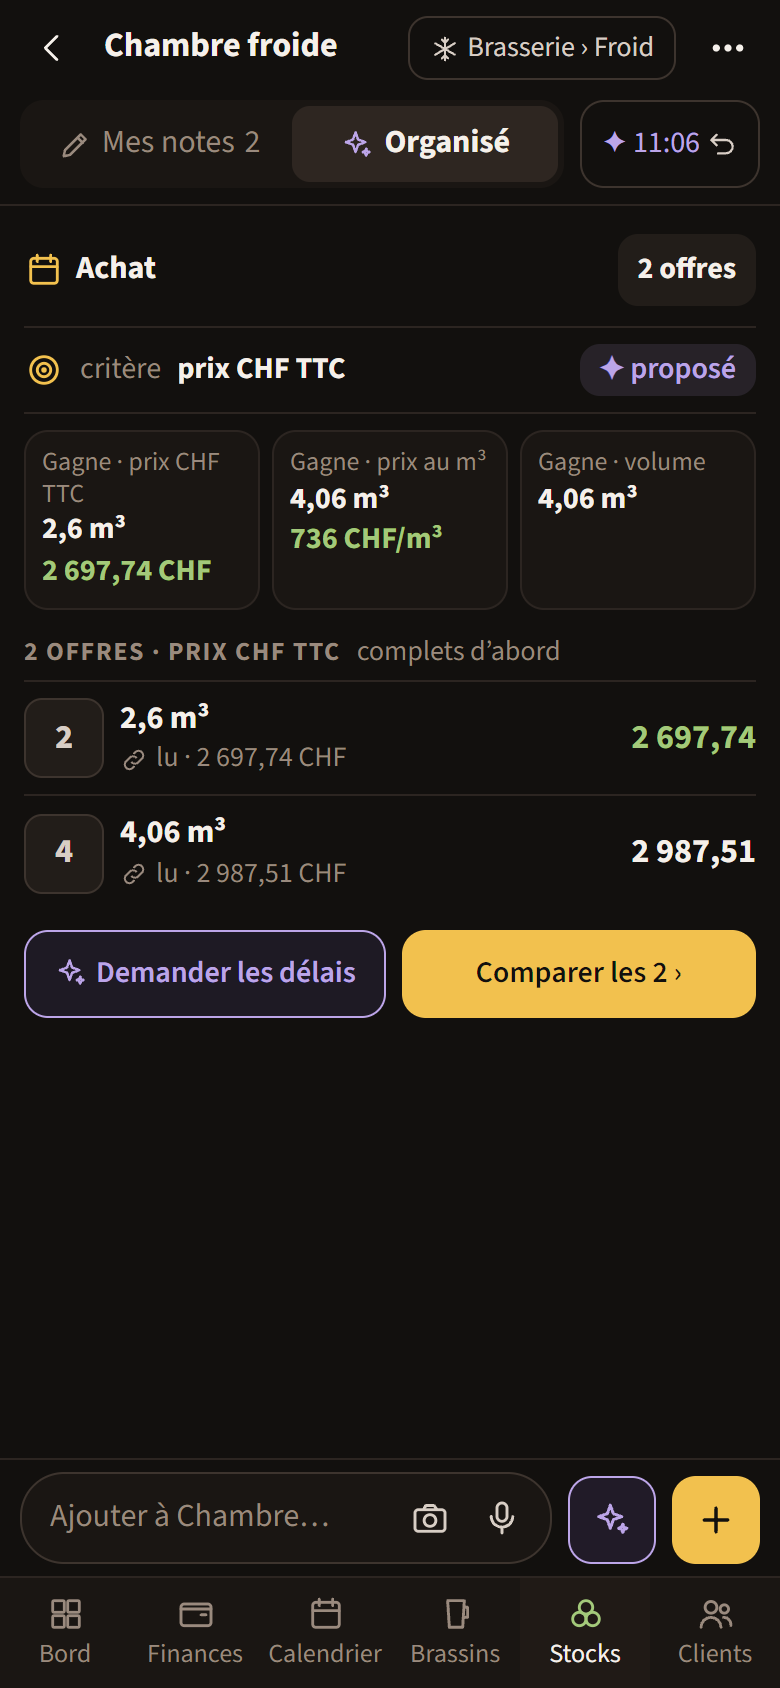 Chambre froide
Brasserie › Froid
Mes notes 2
Organisé
11:06
Achat
2 offres
critère prix CHF TTC
proposé
Gagne · prix CHF
TTC
2,6 m³
2 697,74 CHF
Gagne · prix au m³
4,06 m³
736 CHF/m³
Gagne · volume
4,06 m³
2 OFFRES · PRIX CHF TTC complets d’abord
2
2,6 m³
lu · 2 697,74 CHF
2 697,74
4
4,06 m³
lu · 2 987,51 CHF
2 987,51
Demander les délais
Comparer les 2 ›
Ajouter à Chambre…
Bord
Finances
Calendrier
Brassins
Stocks
Clients